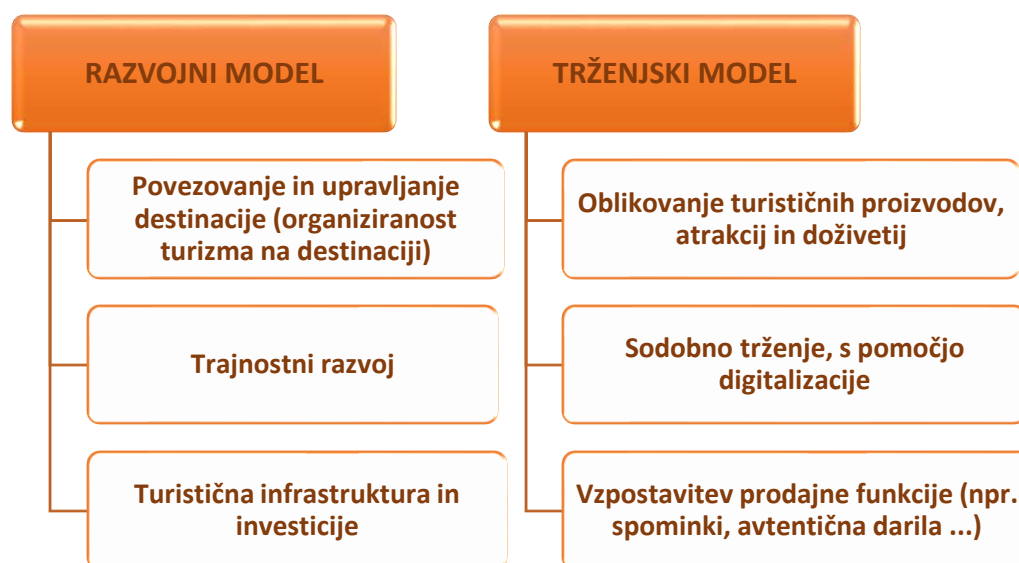 RAZVOJNI MODEL
Povezovanje in upravljanje
destinacije (organiziranost
turizma na destinaciji)
Trajnostni razvoj
Turistična infrastruktura in
investicije
TRŽENJSKI MODEL
Oblikovanje turističnih proizvodov,
atrakcij in doživetij
Sodobno trženje, s pomočjo
digitalizacije
Vzpostavitev prodajne funkcije (npr.
spominki, avtentična darila ...)